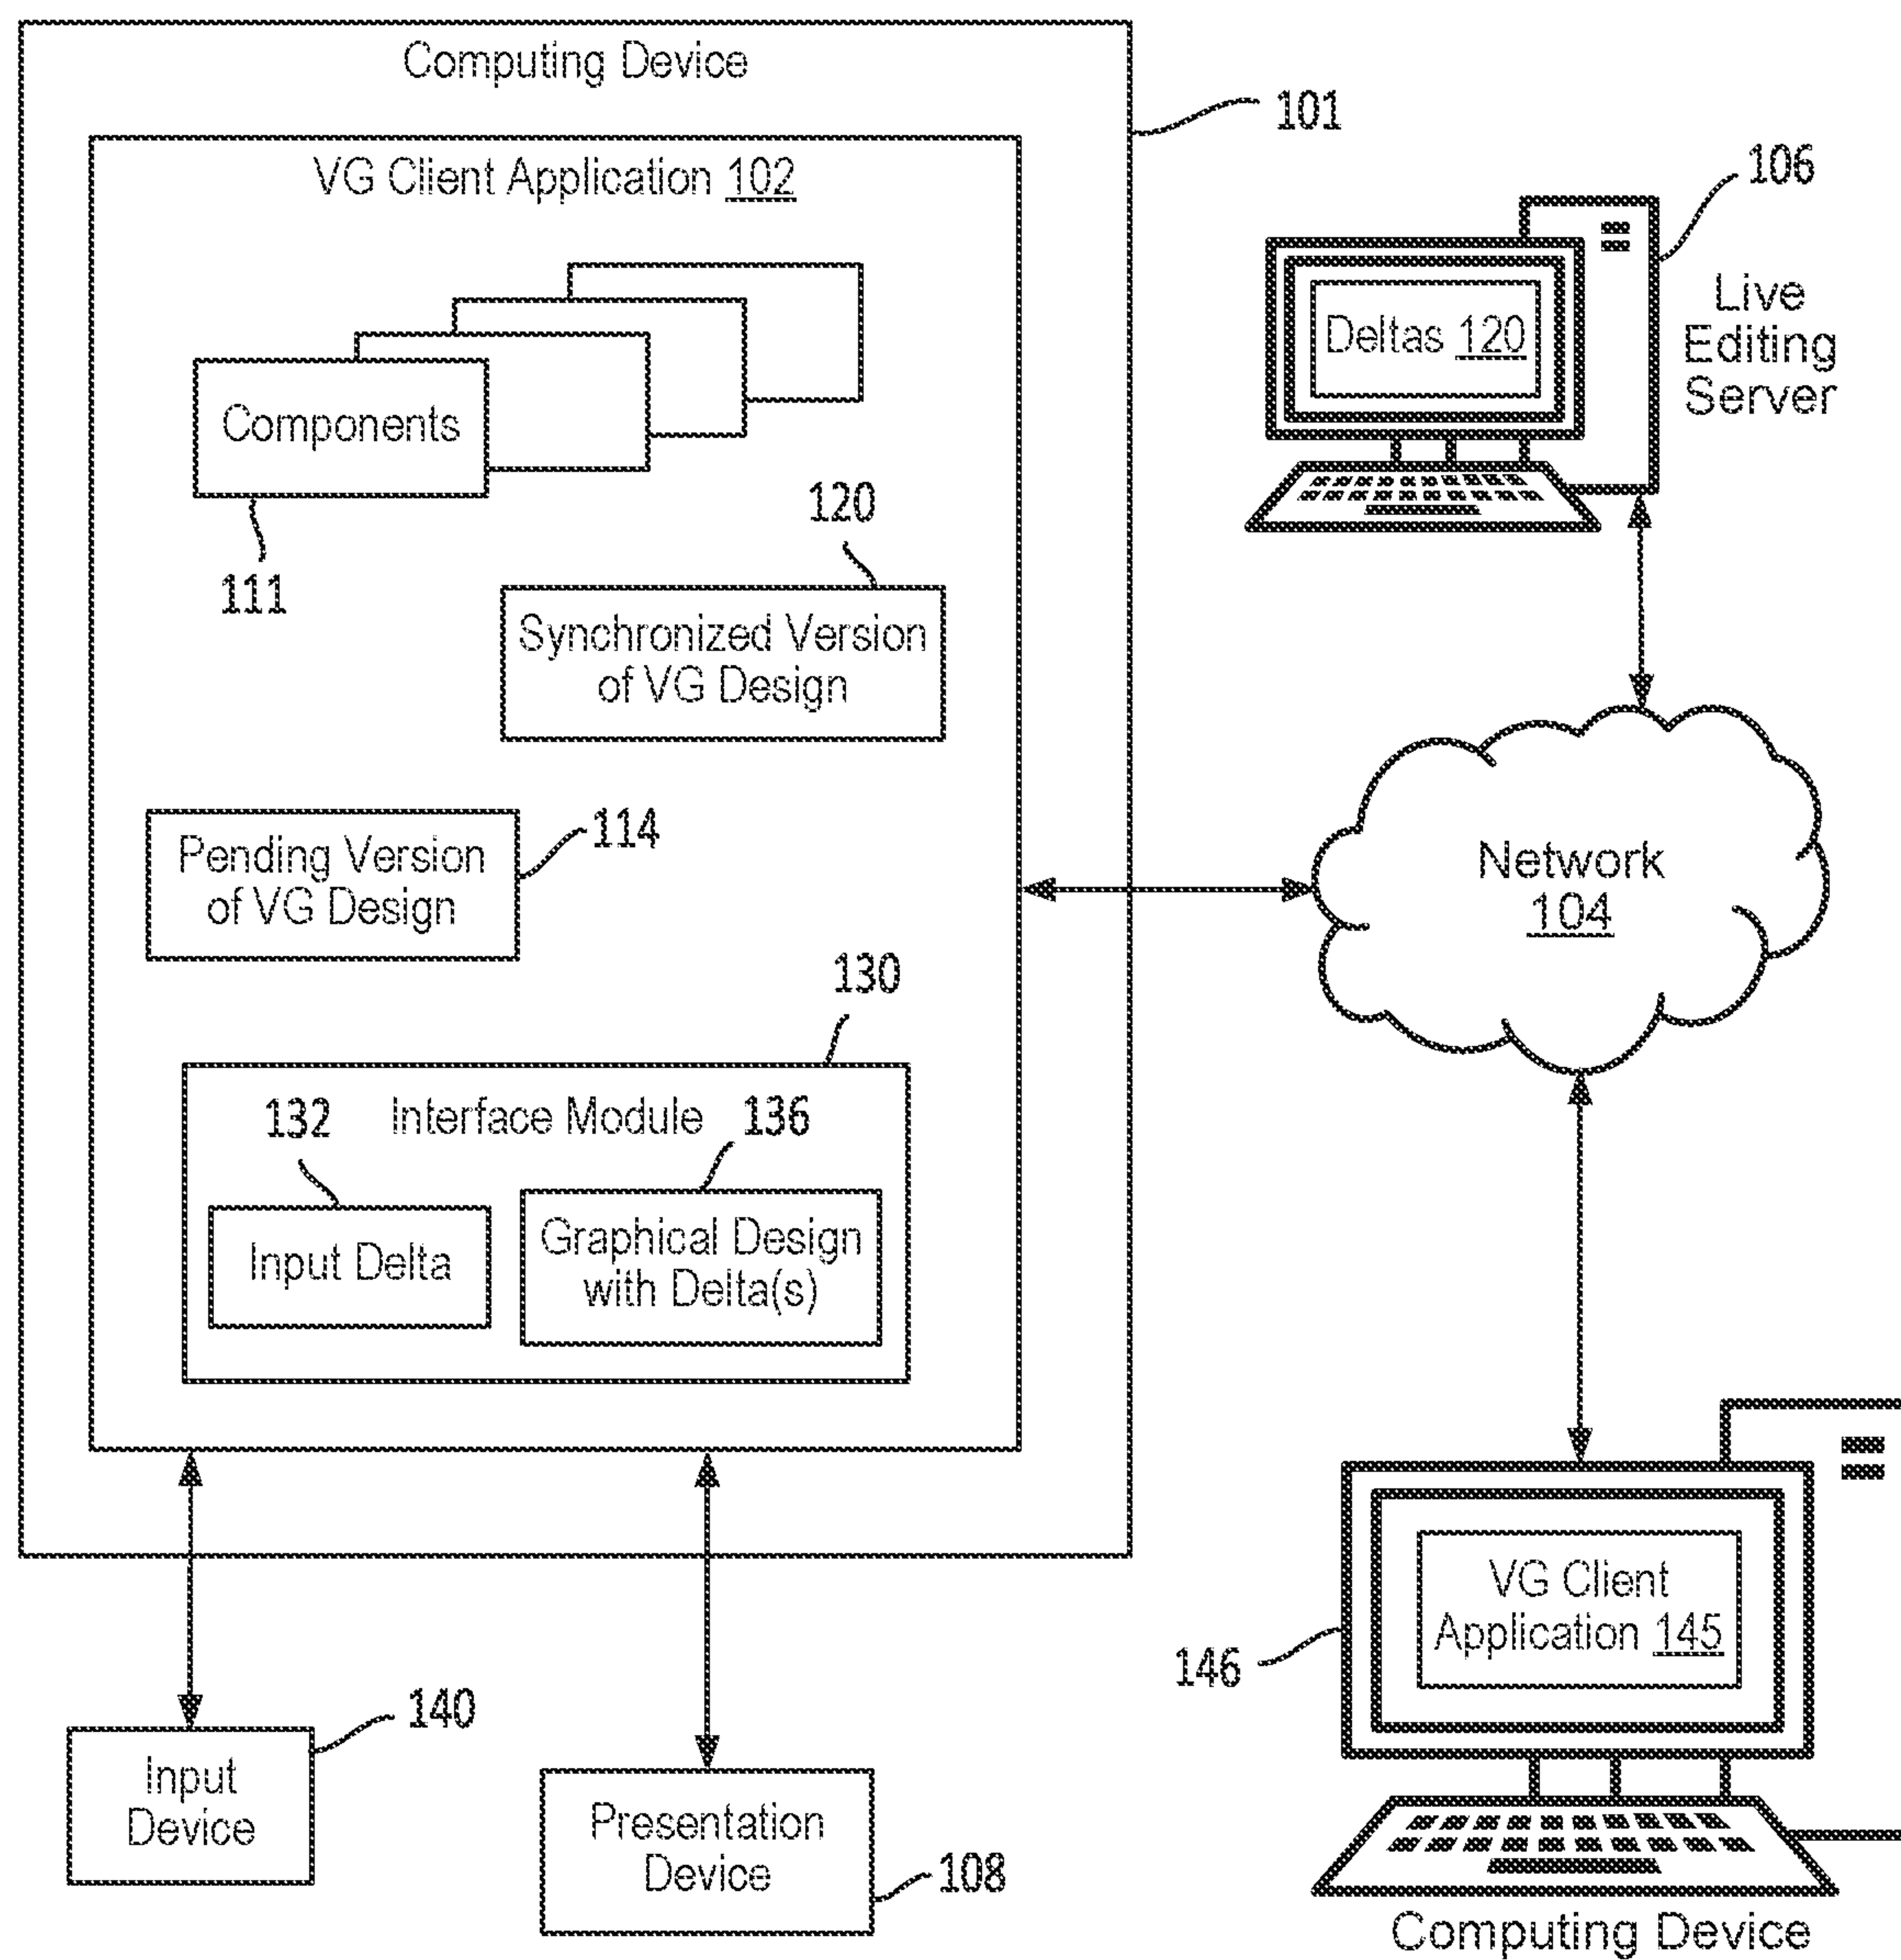 Computing Device
101
VG Client Application 102
Components
111
120
Synchronized Version
of VG Design
Pending Version
of VG Design
114
130
Interface Module
132
136
Input Delta
Graphical Design
with Delta(s)
Input
Device
140
Presentation
Device
108
106
Deltas 120
Live
Editing
Server
Network
104
VG Client
Application 145
146
Computing Device